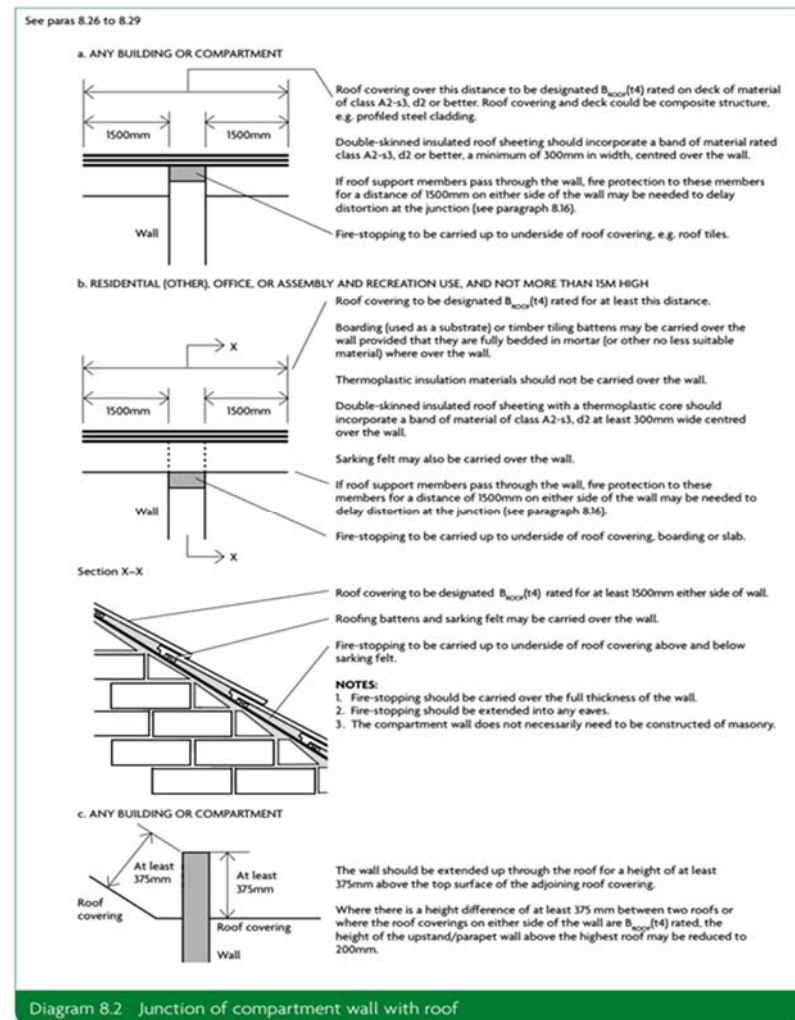 See paras 8.26 to 8.29
a. ANY BUILDING OR COMPARTMENT
Roof covering over this distance to be designated BROOF(t4) rated on deck of material
of class A2-s3, d2 or better. Roof covering and deck could be composite structure,
e.g. profiled steel cladding.
1500mm
1500mm
Double-skinned insulated roof sheeting should incorporate a band of material rated
class A2-s3, d2 or better, a minimum of 300mm in width, centred over the wall.
If roof support members pass through the wall, fire protection to these members
for a distance of 1500mm on either side of the wall may be needed to delay
distortion at the junction (see paragraph 8.16).
Wall
Fire-stopping to be carried up to underside of roof covering, e.g. roof tiles.
b. RESIDENTIAL (OTHER), OFFICE, OR ASSEMBLY AND RECREATION USE, AND NOT MORE THAN 15M HIGH
Roof covering to be designated BROOF(t4) rated for at least this distance.
Boarding (used as a substrate) or timber tiling battens may be carried over the
wall provided that they are fully bedded in mortar (or other no less suitable
material) where over the wall.
X
Thermoplastic insulation materials should not be carried over the wall.
1500mm
1500mm
Double-skinned insulated roof sheeting with a thermoplastic core should
incorporate a band of material of class A2-s3, d2 at least 300mm wide centred
over the wall.
Sarking felt may also be carried over the wall.
If roof support members pass through the wall, fire protection to these
members for a distance of 1500mm on either side of the wall may be needed to
delay distortion at the junction (see paragraph 8.16).
Wall
Fire-stopping to be carried up to underside of roof covering, boarding or slab.
X
Section X–X
Roof covering to be designated BROOF(t4) rated for at least 1500mm either side of wall.
Roofing battens and sarking felt may be carried over the wall.
Fire-stopping to be carried up to underside of roof covering above and below
sarking felt.
NOTES:
1. Fire-stopping should be carried over the full thickness of the wall.
2. Fire-stopping should be extended into any eaves.
3. The compartment wall does not necessarily need to be constructed of masonry.
c. ANY BUILDING OR COMPARTMENT
At least
375mm
At least
375mm
Roof
covering
Roof covering
Wall
The wall should be extended up through the roof for a height of at least
375mm above the top surface of the adjoining roof covering.
Where there is a height difference of at least 375 mm between two roofs or
where the roof coverings on either side of the wall are BROOF(t4) rated, the
height of the upstand/parapet wall above the highest roof may be reduced to
200mm.
Diagram 8.2 Junction of compartment wall with roof